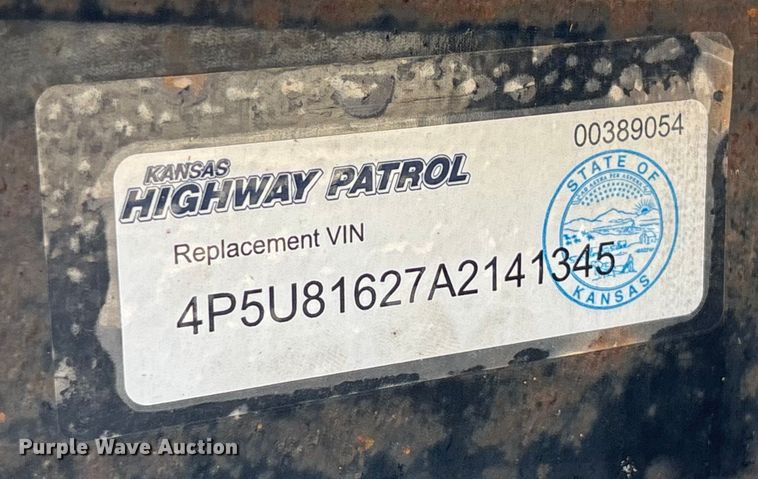 00389054
KANSAS
HIGHWAY PATROL
Replacement VIN
4P5U81627A2141345
STATE OF
KANSAS
Purple Wave Auction